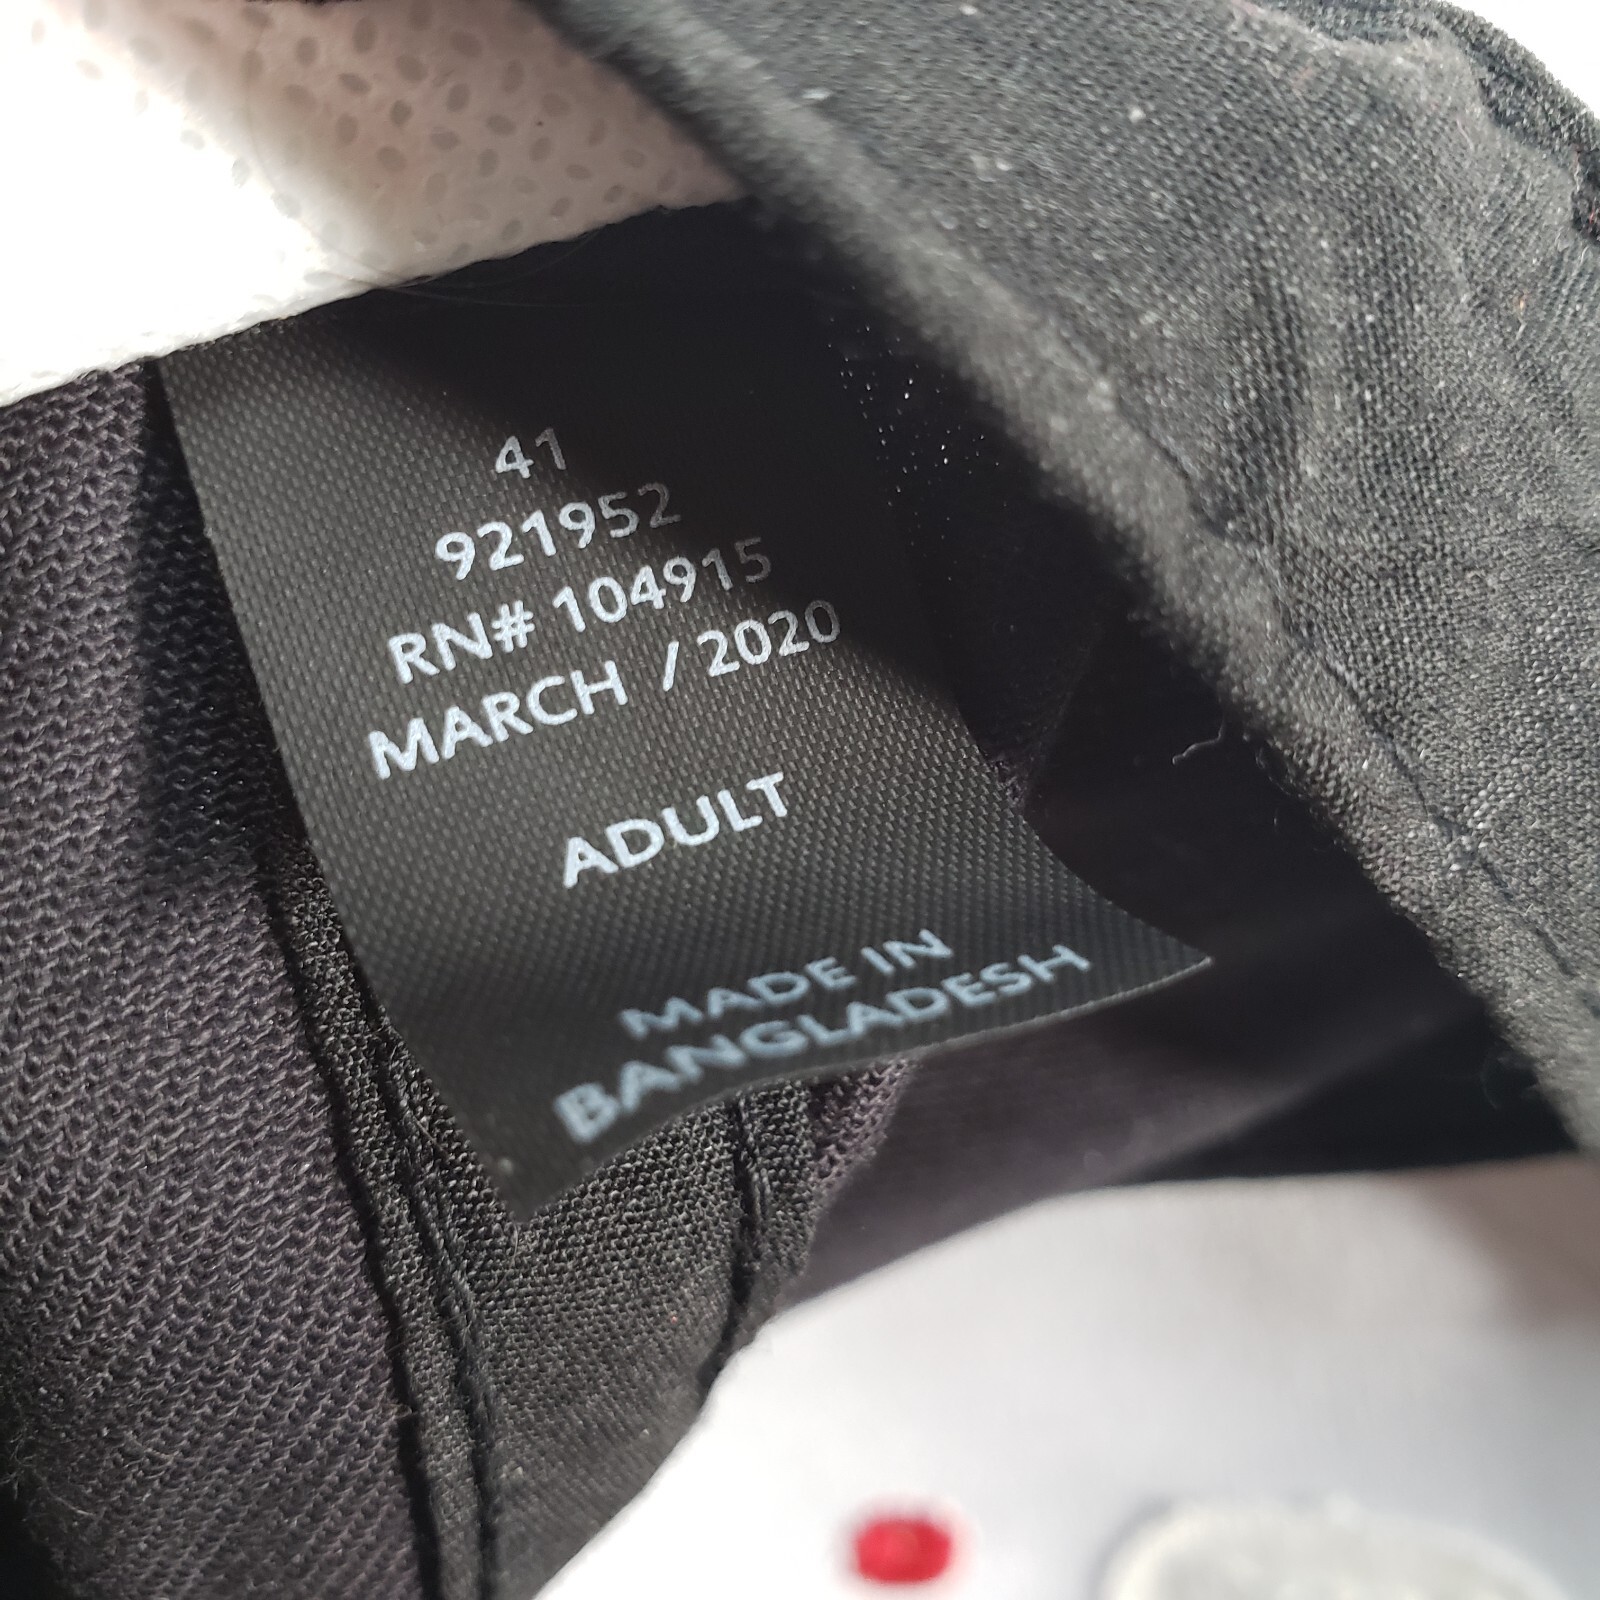 41
921952
RN# 104915
MARCH / 2020
ADULT
MADE IN
BANGLADESH